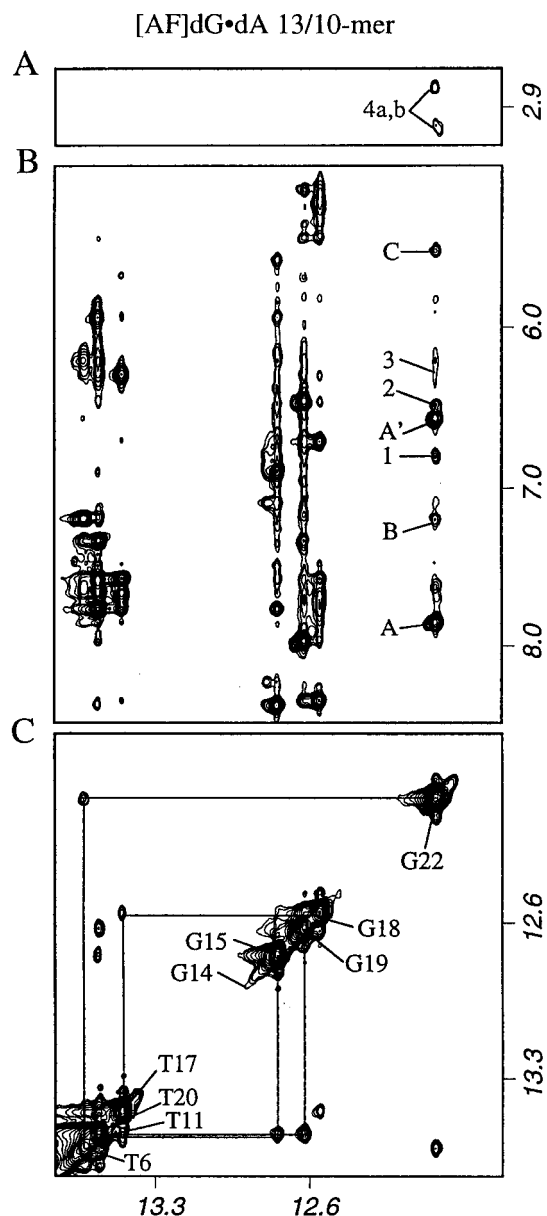 [AF]dG•dA 13/10-mer
A
4a,b
2.9
B
C
6.0
3
2
A'
1
7.0
B
A
8.0
C
G22
12.6
G15
G18
G14
G19
T17
13.3
T20
T11
T6
13.3 12.6